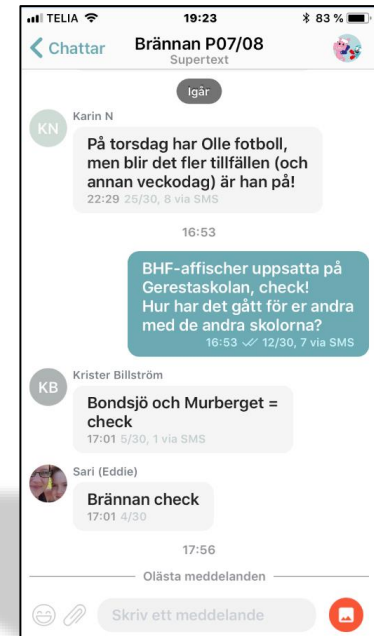 TELIA 19:23 83 %
Chattar Brännan P07/08
Supertext
Igår
KN Karin N
På torsdag har Olle fotboll,
men blir det fler tillfällen (och
annan veckodag) är han på!
22:29 25/30, 8 via SMS
16:53
BHF-affischer uppsatta på
Gerestaskolan, check!
Hur har det gått för er andra
med de andra skolorna?
16:53 12/30, 7 via SMS
KB Krister Billström
Bondsjö och Murberget =
check
17:01 5/30, 1 via SMS
Sari (Eddie)
Brännan check
17:01 4/30
17:56
Olästa meddelanden
Skriv ett meddelande